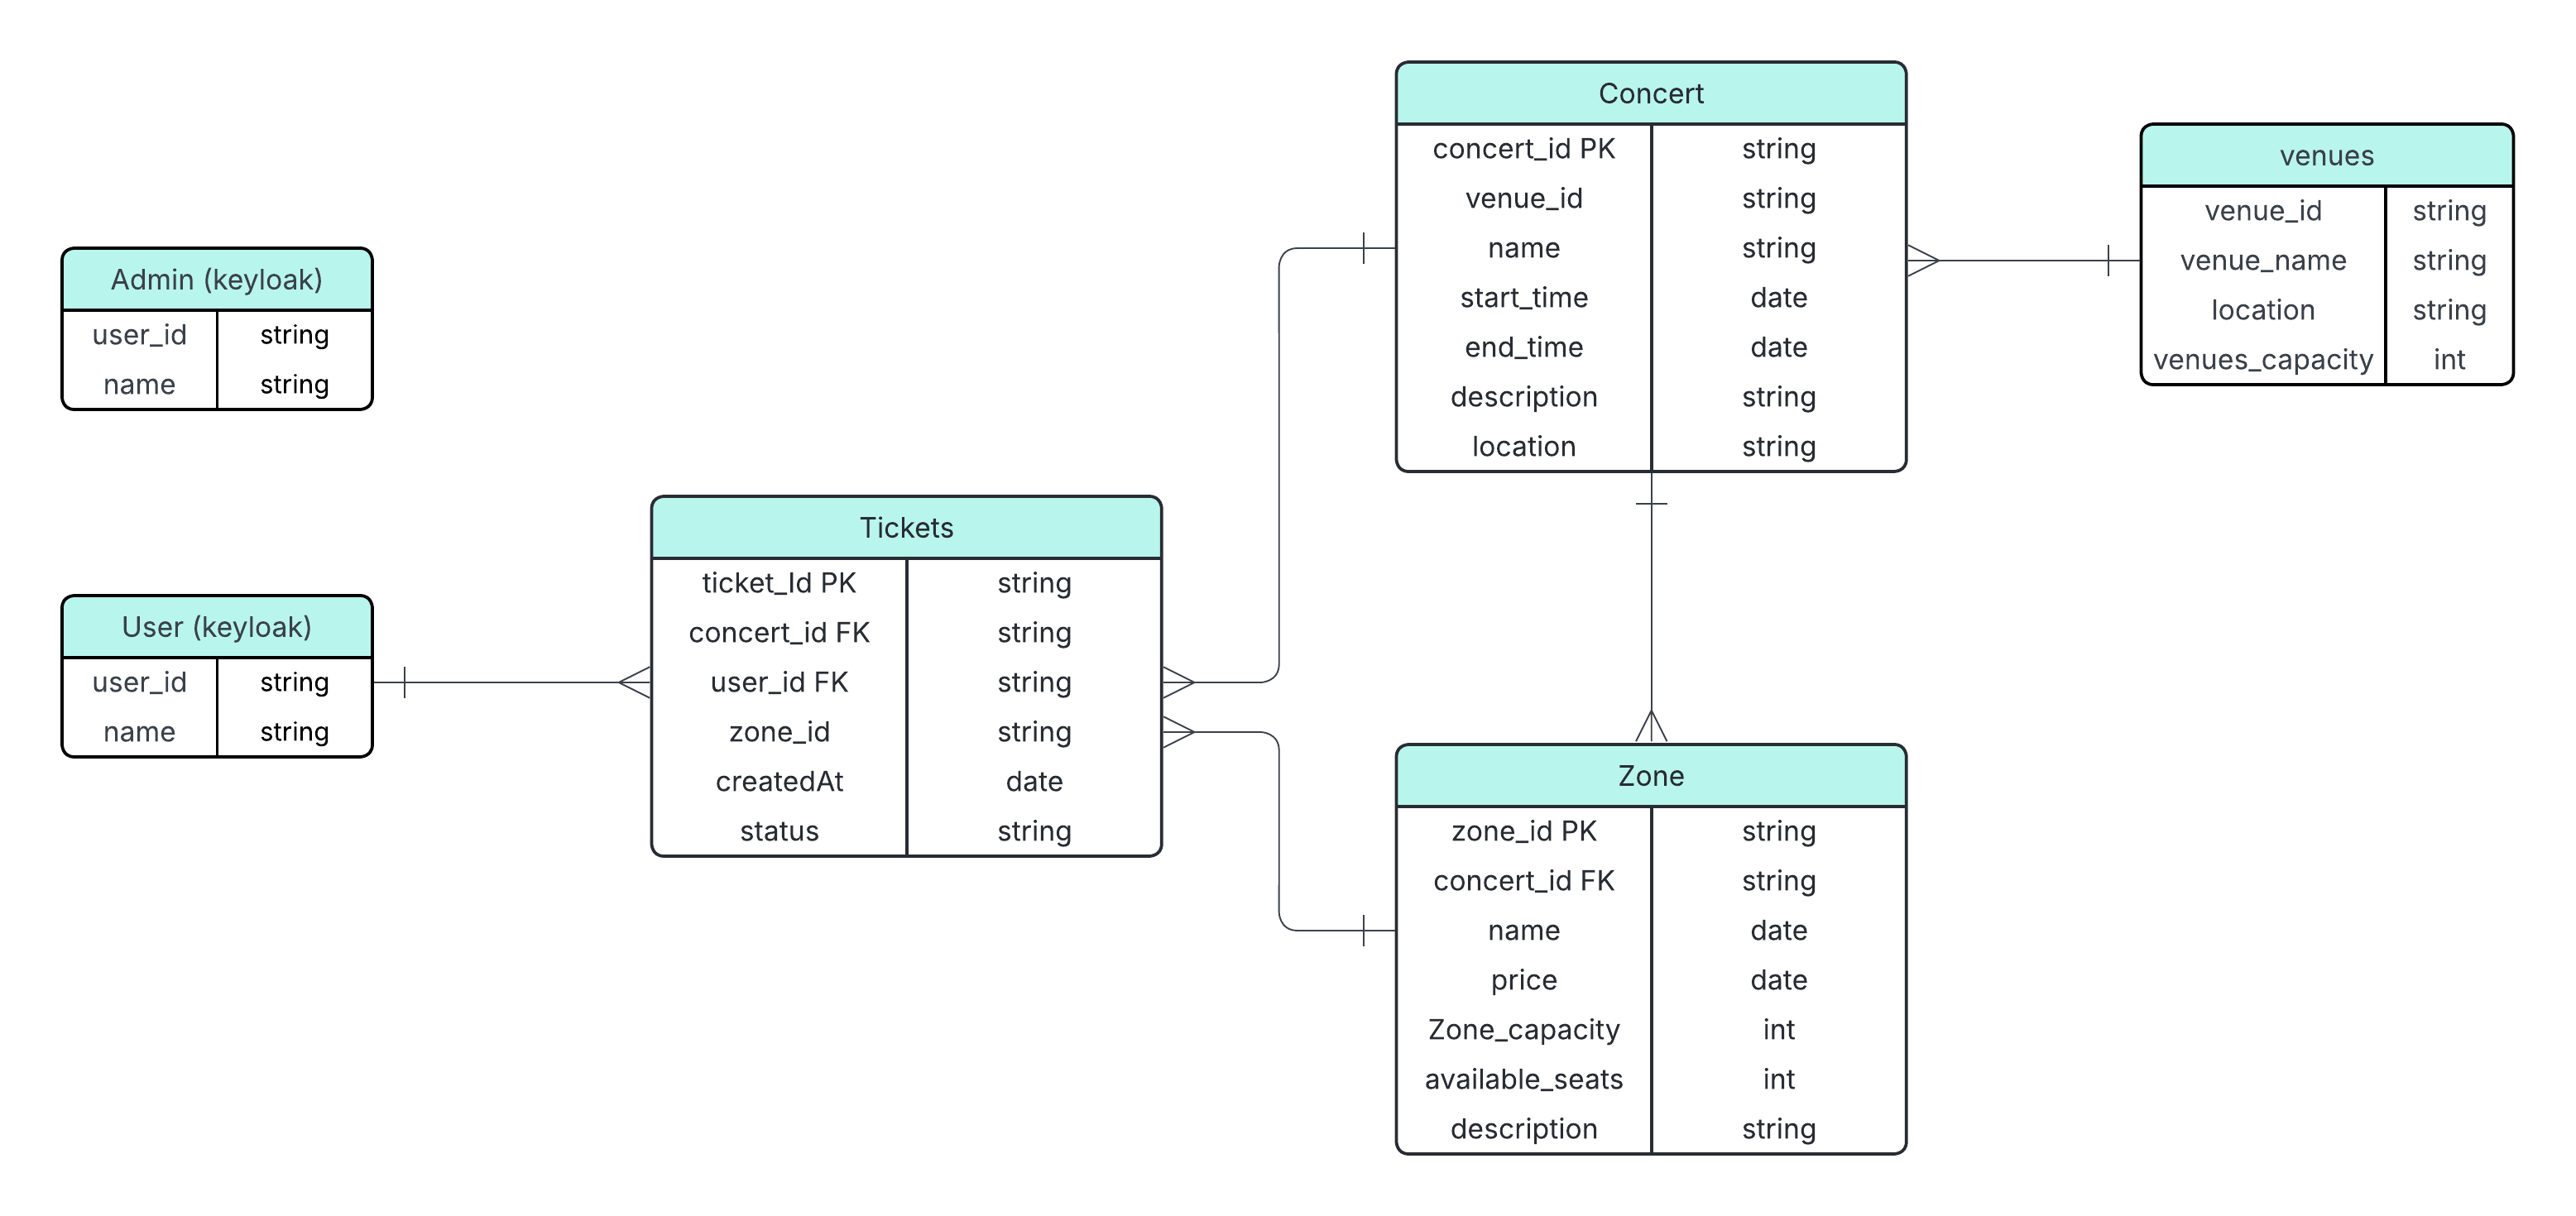 Concert
concert_id PK string
venue_id string
name string
start_time date
end_time date
description string
location string
venues
venue_id string
venue_name string
location string
venues_capacity int
Admin (keyloak)
user_id string
name string
User (keyloak)
user_id string
name string
Tickets
ticket_Id PK string
concert_id FK string
user_id FK string
zone_id string
createdAt date
status string
Zone
zone_id PK string
concert_id FK string
name date
price date
Zone_capacity int
available_seats int
description string